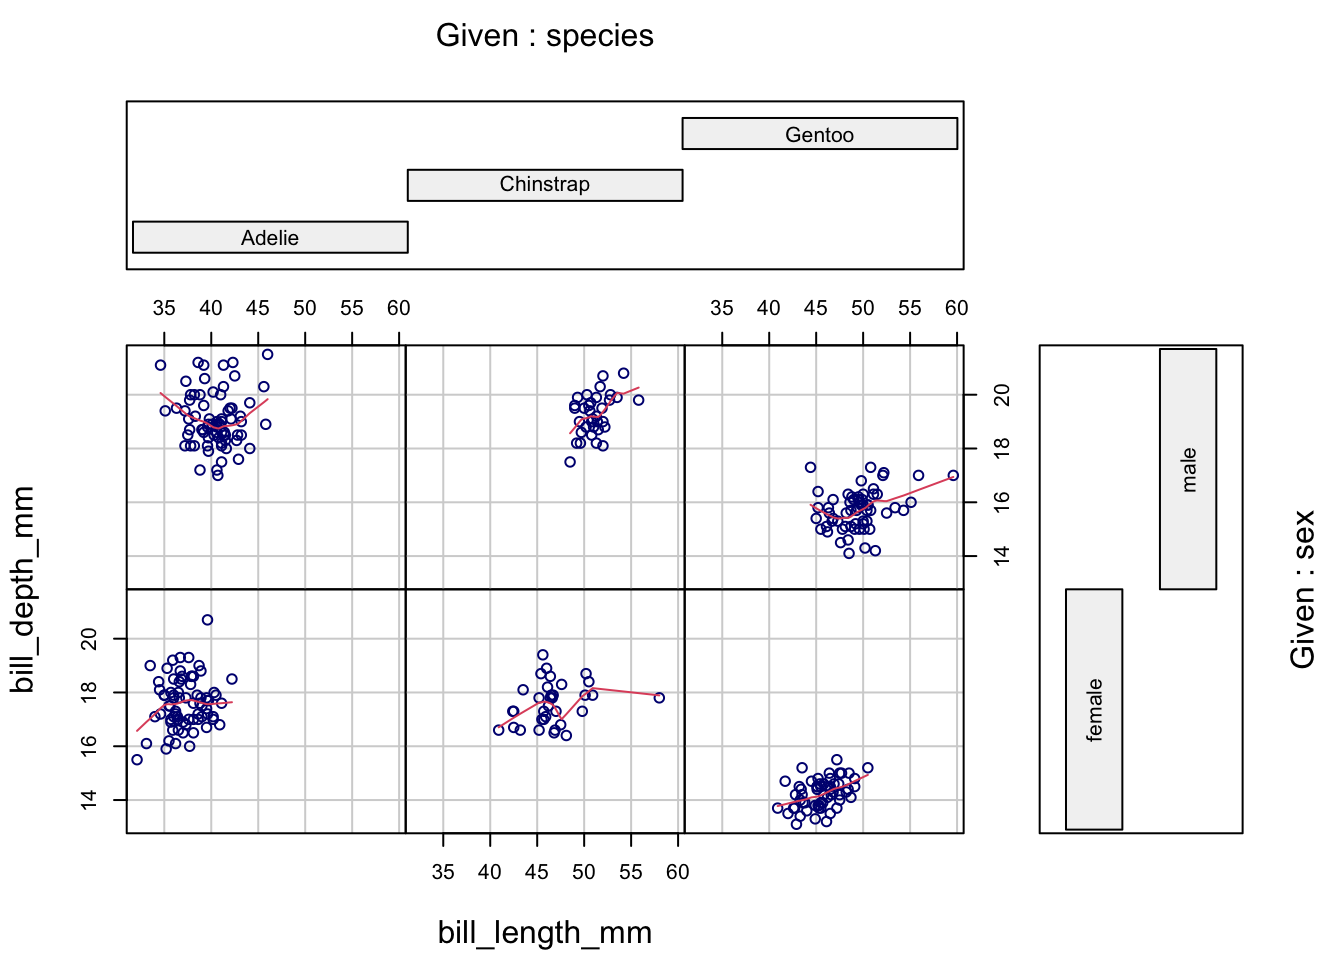 Given : species
Gentoo
Chinstrap
Adelie
35 40 45 50 55 60
35 40 45 50 55 60
20
18
16
14
male
bill_depth_mm
20
18
16
14
female
Given : sex
35 40 45 50 55 60
bill_length_mm